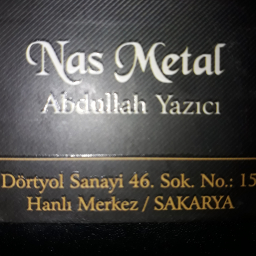 Nas Metal
Abdullah Yazıcı
Dörtyol Sanayi 46. Sok. No.: 15
Hanlı Merkez / SAKARYA